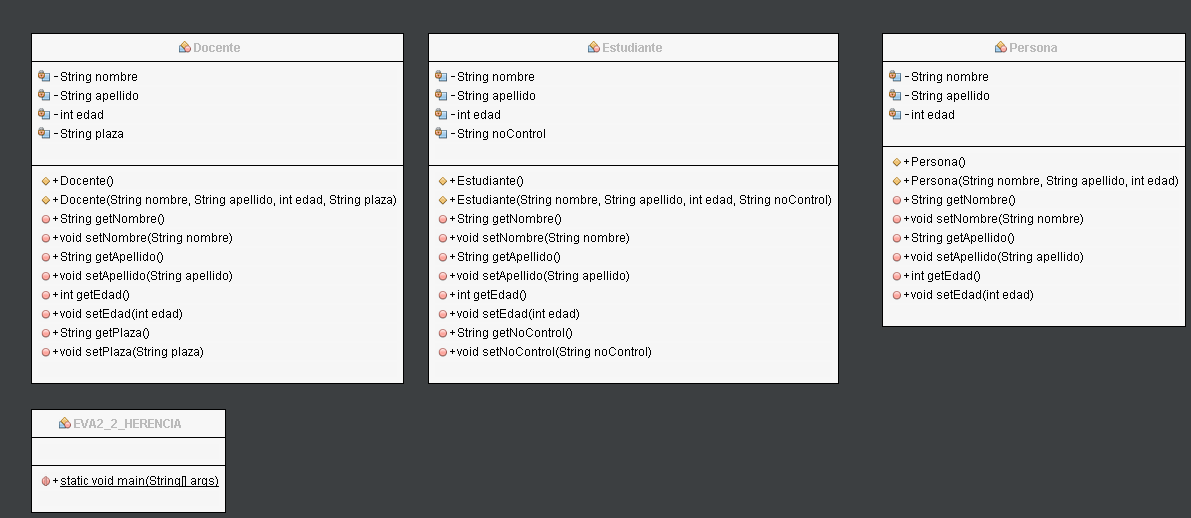 Docente
- String nombre
- String apellido
- int edad
- String plaza
+ Docente()
+ Docente(String nombre, String apellido, int edad, String plaza)
+ String getNombre()
+ void setNombre(String nombre)
+ String getApellido()
+ void setApellido(String apellido)
+ int getEdad()
+ void setEdad(int edad)
+ String getPlaza()
+ void setPlaza(String plaza)
Estudiante
- String nombre
- String apellido
- int edad
- String noControl
+ Estudiante()
+ Estudiante(String nombre, String apellido, int edad, String noControl)
+ String getNombre()
+ void setNombre(String nombre)
+ String getApellido()
+ void setApellido(String apellido)
+ int getEdad()
+ void setEdad(int edad)
+ String getNoControl()
+ void setNoControl(String noControl)
Persona
- String nombre
- String apellido
- int edad
+ Persona()
+ Persona(String nombre, String apellido, int edad)
+ String getNombre()
+ void setNombre(String nombre)
+ String getApellido()
+ void setApellido(String apellido)
+ int getEdad()
+ void setEdad(int edad)
EVA2_2_HERENCIA
+ static void main(String[] args)